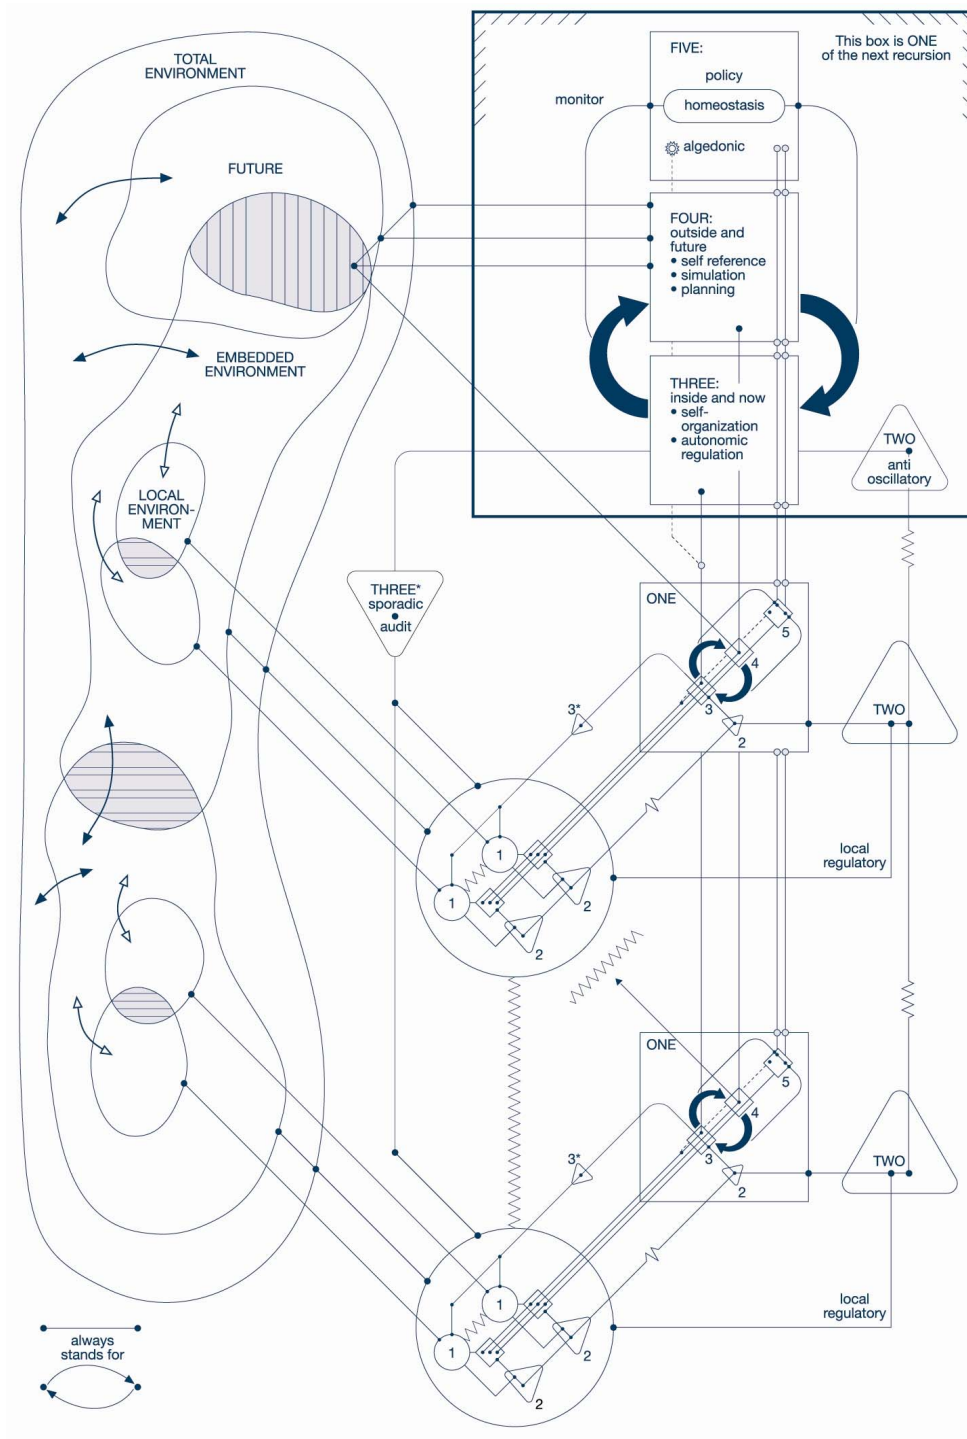 TOTAL
ENVIRONMENT
FUTURE
EMBEDDED
ENVIRONMENT
LOCAL
ENVIRON-
MENT
This box is ONE
of the next recursion
FIVE:
policy
monitor
homeostasis
algedonic
FOUR:
outside and
future
• self reference
• simulation
• planning
THREE:
inside and now
• self-
organization
• autonomic
regulation
TWO
anti
oscillatory
THREE*
sporadic
audit
ONE
5
4
3
3*
2
TWO
1
1
2
2
local
regulatory
ONE
5
4
3
3*
2
TWO
1
1
2
2
local
regulatory
always
stands for